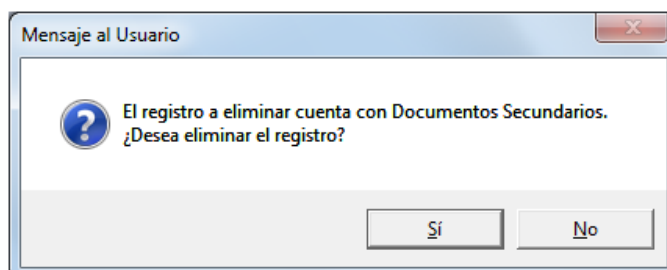 Mensaje al Usuario
El registro a eliminar cuenta con Documentos Secundarios.
¿Desea eliminar el registro?
Sí
No